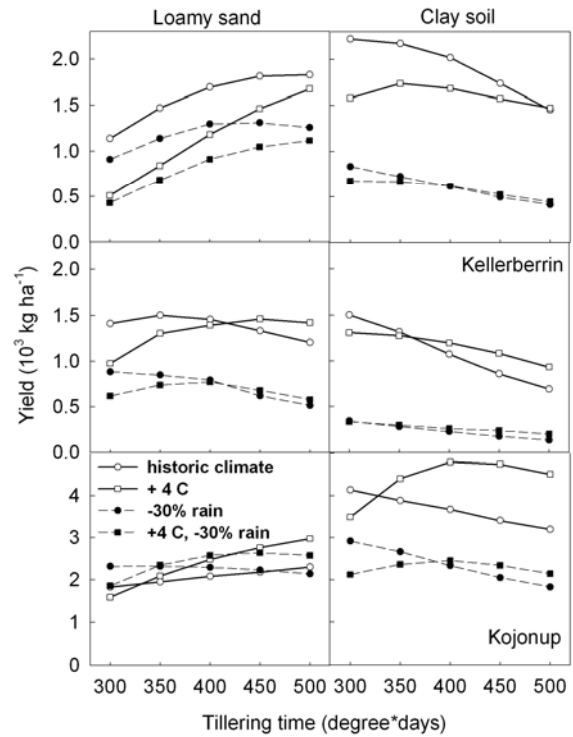 Loamy sand Clay soil
2.0
1.5
1.0
0.5
0.0
Kellerberrin
1.5
1.0
0.5
0.0
Yield (10³ kg ha⁻¹)
historic climate
+ 4 C
-30% rain
+4 C, -30% rain
4
3
2
1
0
Kojonup
300 350 400 450 500 300 350 400 450 500
Tillering time (degree*days)